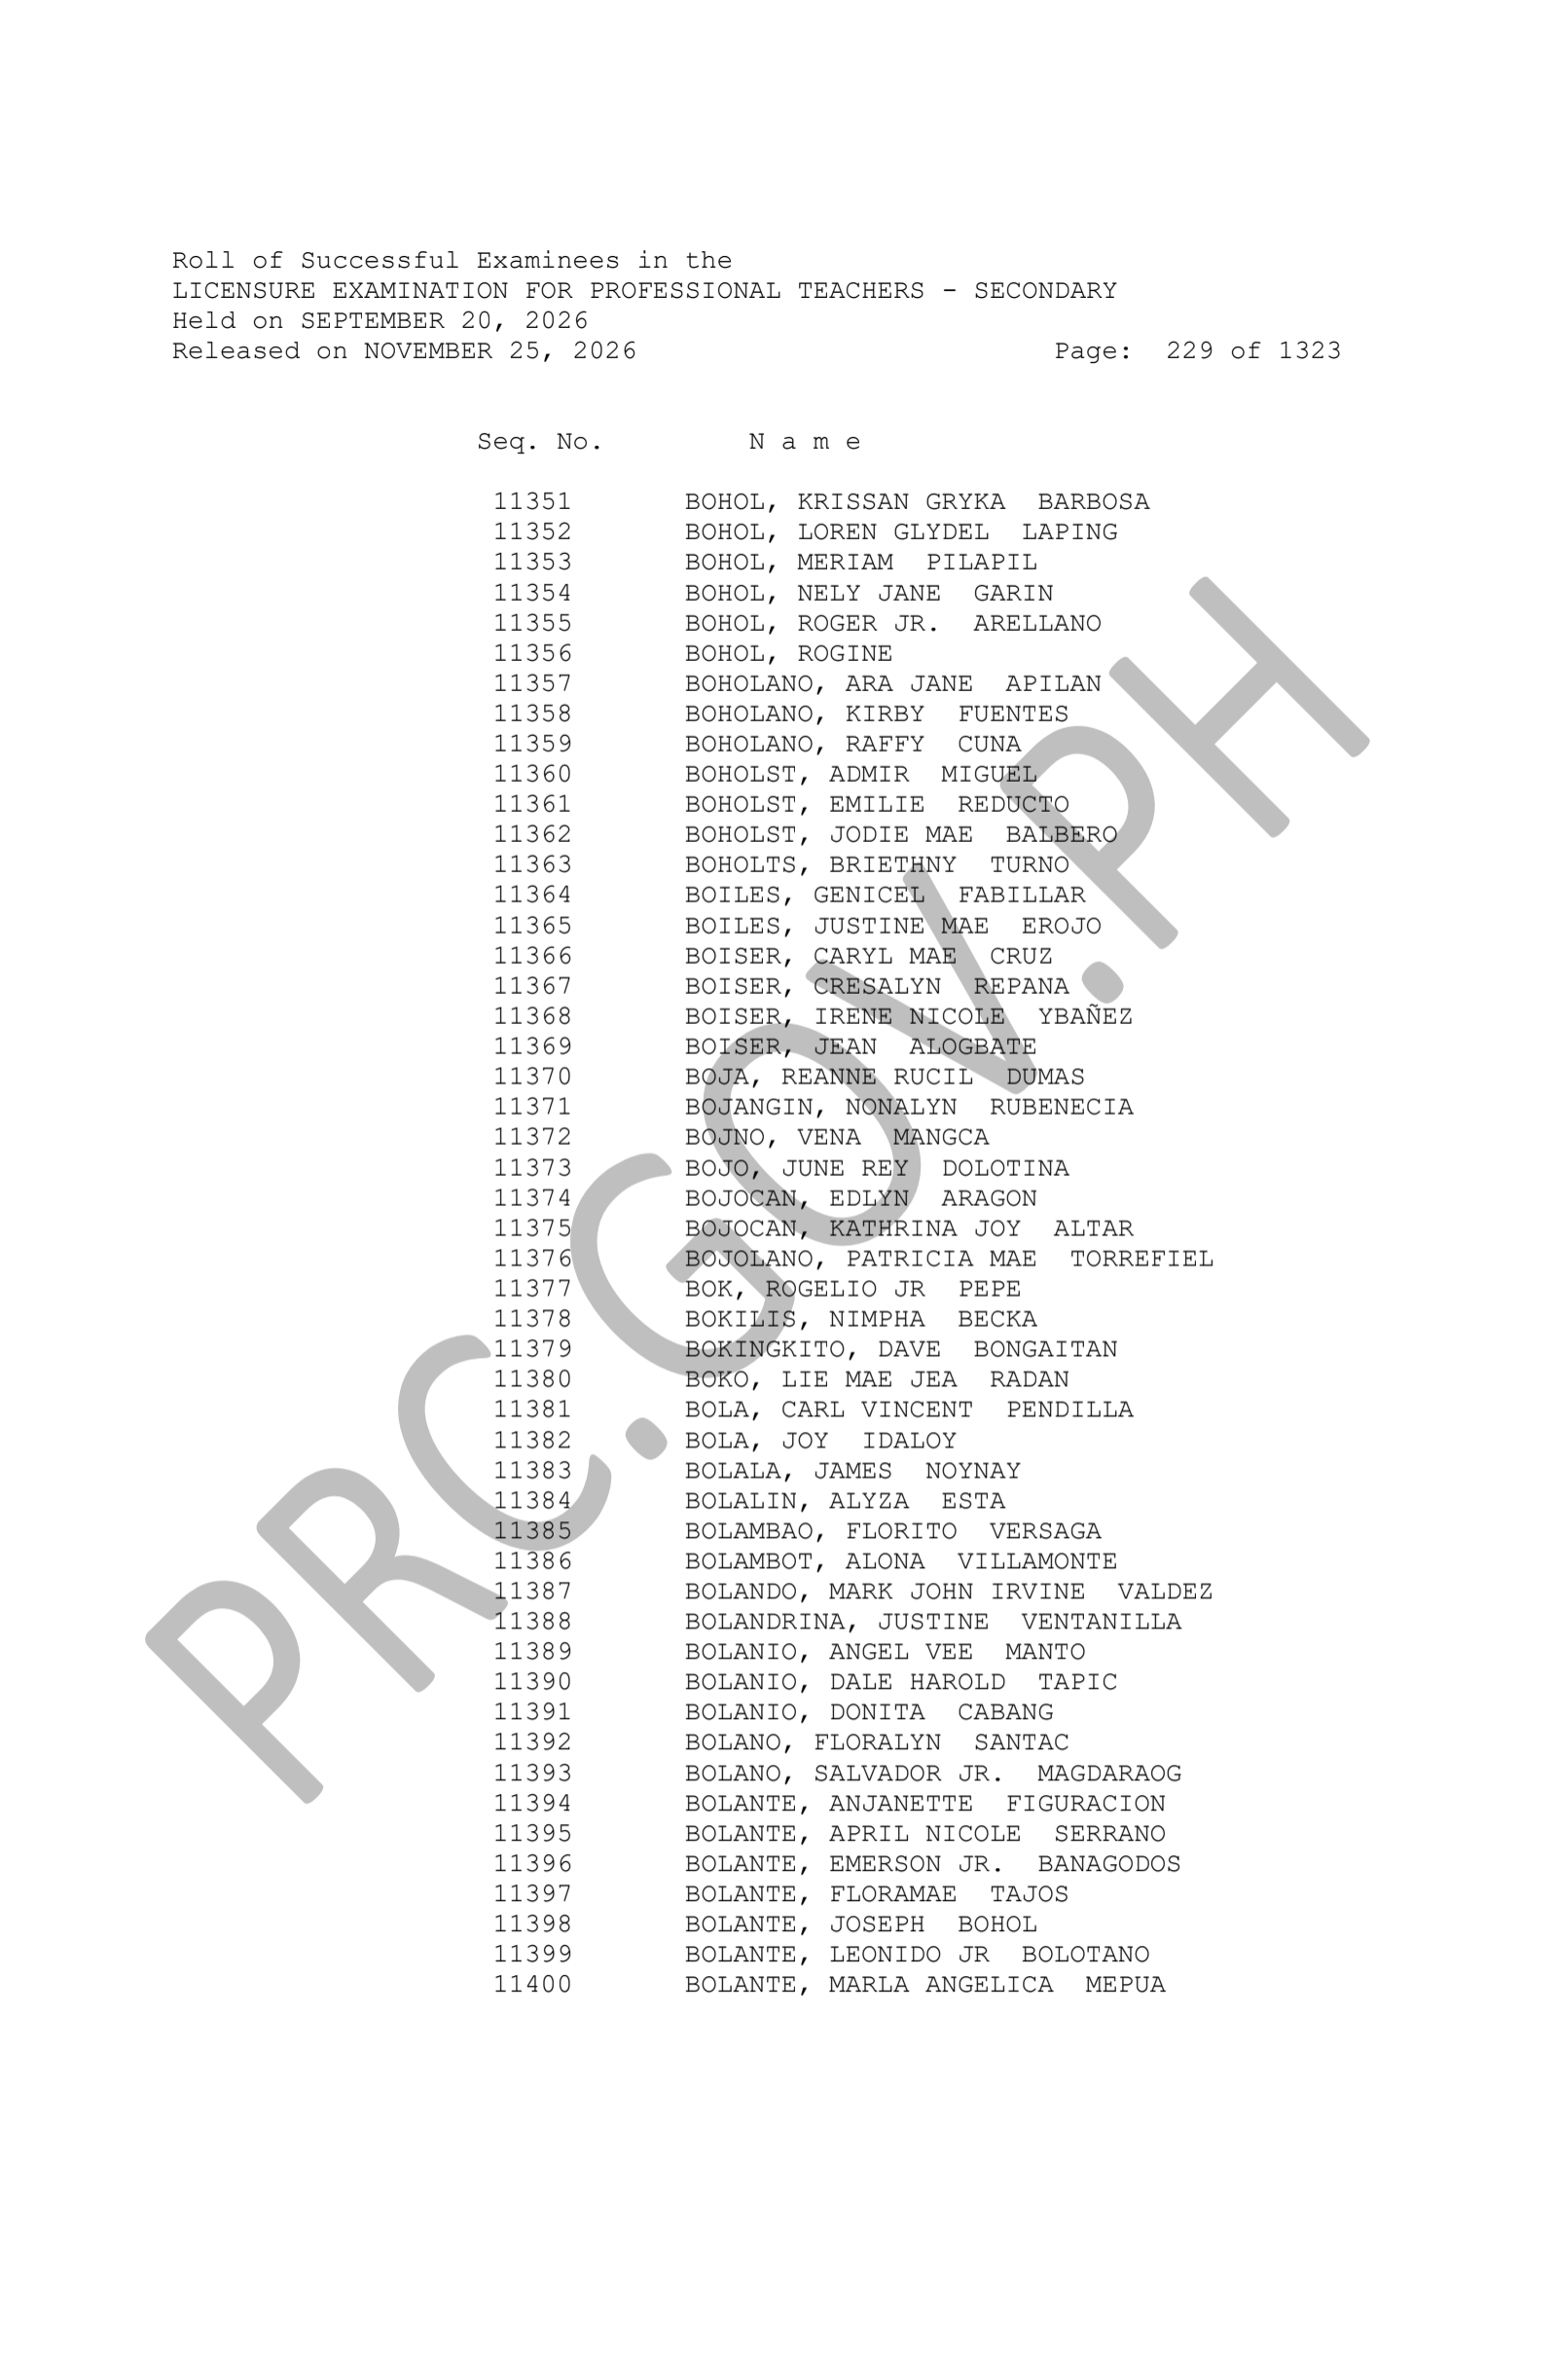 Roll of Successful Examinees in the
LICENSURE EXAMINATION FOR PROFESSIONAL TEACHERS - SECONDARY
Held on SEPTEMBER 20, 2026
Released on NOVEMBER 25, 2026 Page: 229 of 1323
Seq. No. N a m e
11351 BOHOL, KRISSAN GRYKA BARBOSA
11352 BOHOL, LOREN GLYDEL LAPING
11353 BOHOL, MERIAM PILAPIL
11354 BOHOL, NELY JANE GARIN
11355 BOHOL, ROGER JR. ARELLANO
11356 BOHOL, ROGINE
11357 BOHOLANO, ARA JANE APILAN
11358 BOHOLANO, KIRBY FUENTES
11359 BOHOLANO, RAFFY CUNA
11360 BOHOLST, ADMIR MIGUEL
11361 BOHOLST, EMILIE REDUCTO
11362 BOHOLST, JODIE MAE BALBERO
11363 BOHOLTS, BRIETHNY TURNO
11364 BOILES, GENICEL FABILLAR
11365 BOILES, JUSTINE MAE EROJO
11366 BOISER, CARYL MAE CRUZ
11367 BOISER, CRESALYN REPANA
11368 BOISER, IRENE NICOLE YBAÑEZ
11369 BOISER, JEAN ALOGBATE
11370 BOJA, REANNE RUCIL DUMAS
11371 BOJANGIN, NONALYN RUBENECIA
11372 BOJNO, VENA MANGCA
11373 BOJO, JUNE REY DOLOTINA
11374 BOJOCAN, EDLYN ARAGON
11375 BOJOCAN, KATHRINA JOY ALTAR
11376 BOJOLANO, PATRICIA MAE TORREFIEL
11377 BOK, ROGELIO JR PEPE
11378 BOKILIS, NIMPHA BECKA
11379 BOKINGKITO, DAVE BONGAITAN
11380 BOKO, LIE MAE JEA RADAN
11381 BOLA, CARL VINCENT PENDILLA
11382 BOLA, JOY IDALOY
11383 BOLALA, JAMES NOYNAY
11384 BOLALIN, ALYZA ESTA
11385 BOLAMBAO, FLORITO VERSAGA
11386 BOLAMBOT, ALONA VILLAMONTE
11387 BOLANDO, MARK JOHN IRVINE VALDEZ
11388 BOLANDRINA, JUSTINE VENTANILLA
11389 BOLANIO, ANGEL VEE MANTO
11390 BOLANIO, DALE HAROLD TAPIC
11391 BOLANIO, DONITA CABANG
11392 BOLANO, FLORALYN SANTAC
11393 BOLANO, SALVADOR JR. MAGDARAOG
11394 BOLANTE, ANJANETTE FIGURACION
11395 BOLANTE, APRIL NICOLE SERRANO
11396 BOLANTE, EMERSON JR. BANAGODOS
11397 BOLANTE, FLORAMAE TAJOS
11398 BOLANTE, JOSEPH BOHOL
11399 BOLANTE, LEONIDO JR BOLOTANO
11400 BOLANTE, MARLA ANGELICA MEPUA
PRC.GOV.PH